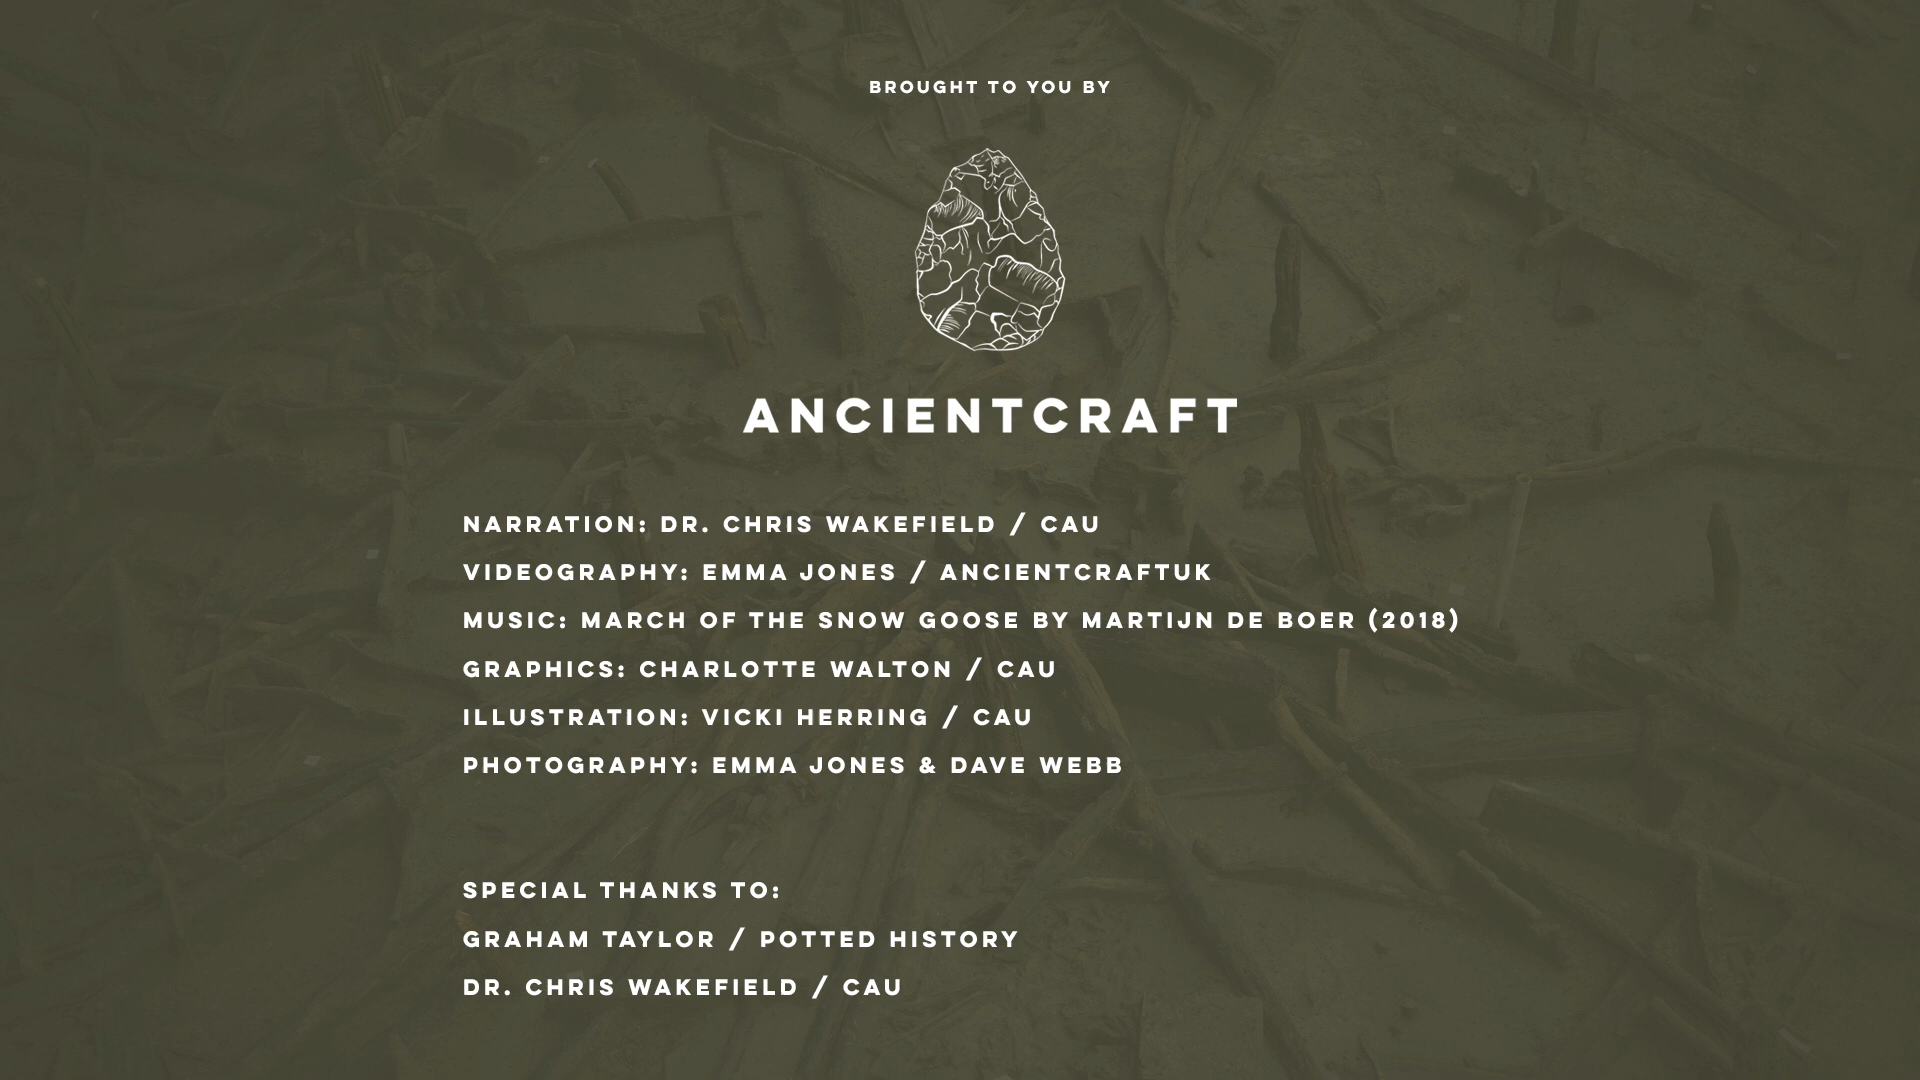 BROUGHT TO YOU BY
ANCIENTCRAFT
NARRATION: DR. CHRIS WAKEFIELD / CAU
VIDEOGRAPHY: EMMA JONES / ANCIENTCRAFTUK
MUSIC: MARCH OF THE SNOW GOOSE BY MARTIJN DE BOER (2018)
GRAPHICS: CHARLOTTE WALTON / CAU
ILLUSTRATION: VICKI HERRING / CAU
PHOTOGRAPHY: EMMA JONES & DAVE WEBB
SPECIAL THANKS TO:
GRAHAM TAYLOR / POTTED HISTORY
DR. CHRIS WAKEFIELD / CAU